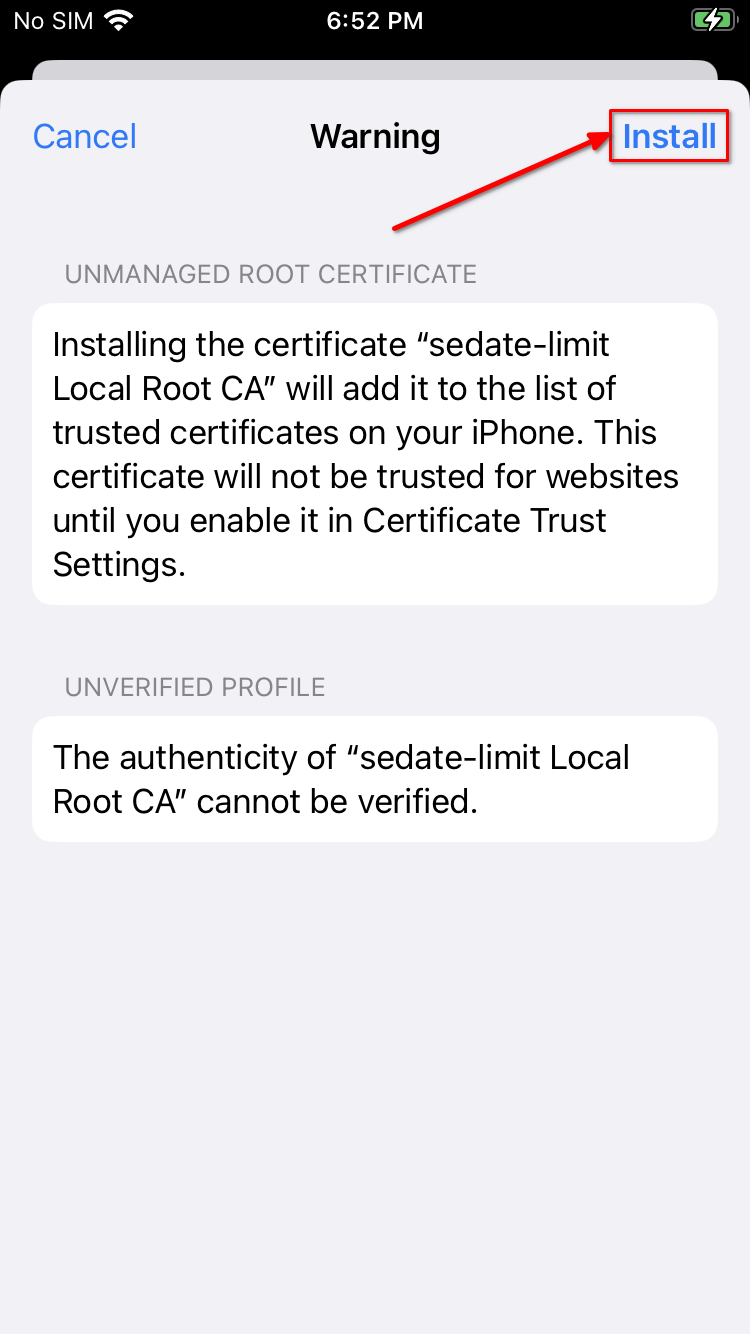 No SIM 6:52 PM
Cancel Warning Install
UNMANAGED ROOT CERTIFICATE
Installing the certificate “sedate-limit
Local Root CA” will add it to the list of
trusted certificates on your iPhone. This
certificate will not be trusted for websites
until you enable it in Certificate Trust
Settings.
UNVERIFIED PROFILE
The authenticity of “sedate-limit Local
Root CA” cannot be verified.